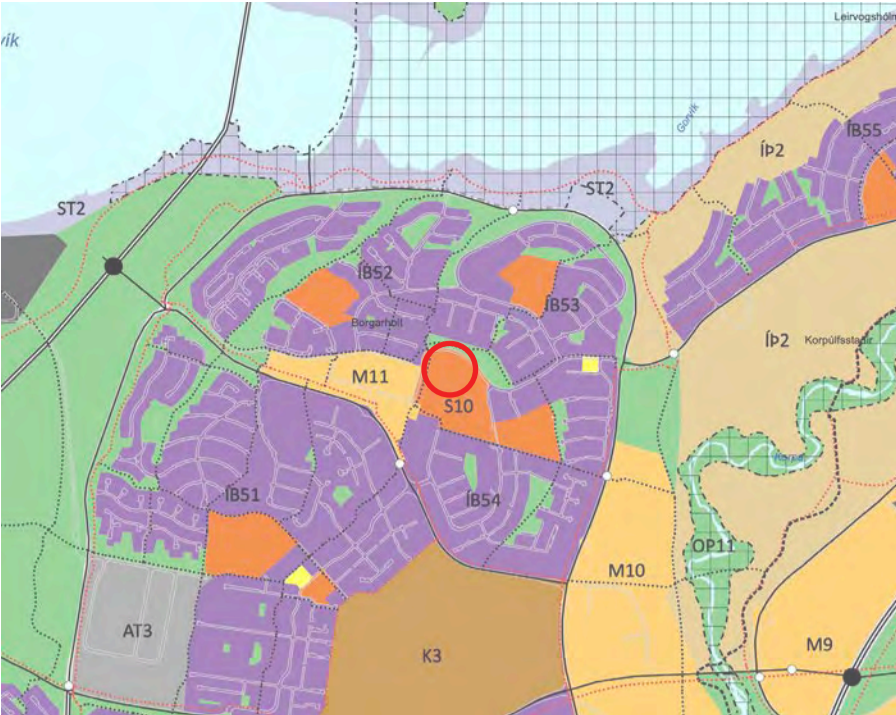 Leirvogshólm
vík
Gorvík
ÍB55
ÍÞ2
ST2
ST2
ÍB52
ÍB53
Borgarholt
ÍÞ2
Korpúlfsstaðir
M11
S10
ÍB51
ÍB54
OP11
M10
AT3
M9
K3